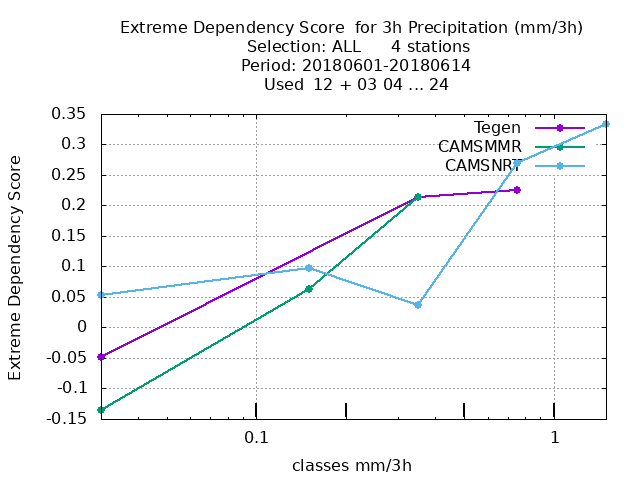 Extreme Dependency Score  for 3h Precipitation (mm/3h)
Selection: ALL      4 stations
Period: 20180601-20180614
Used  12 + 03 04 ... 24
0.35
0.3
0.25
0.2
0.15
0.1
0.05
0
-0.05
-0.1
-0.15
Extreme Dependency Score
Tegen
CAMSMMR
CAMSNRT
0.1
1
classes mm/3h